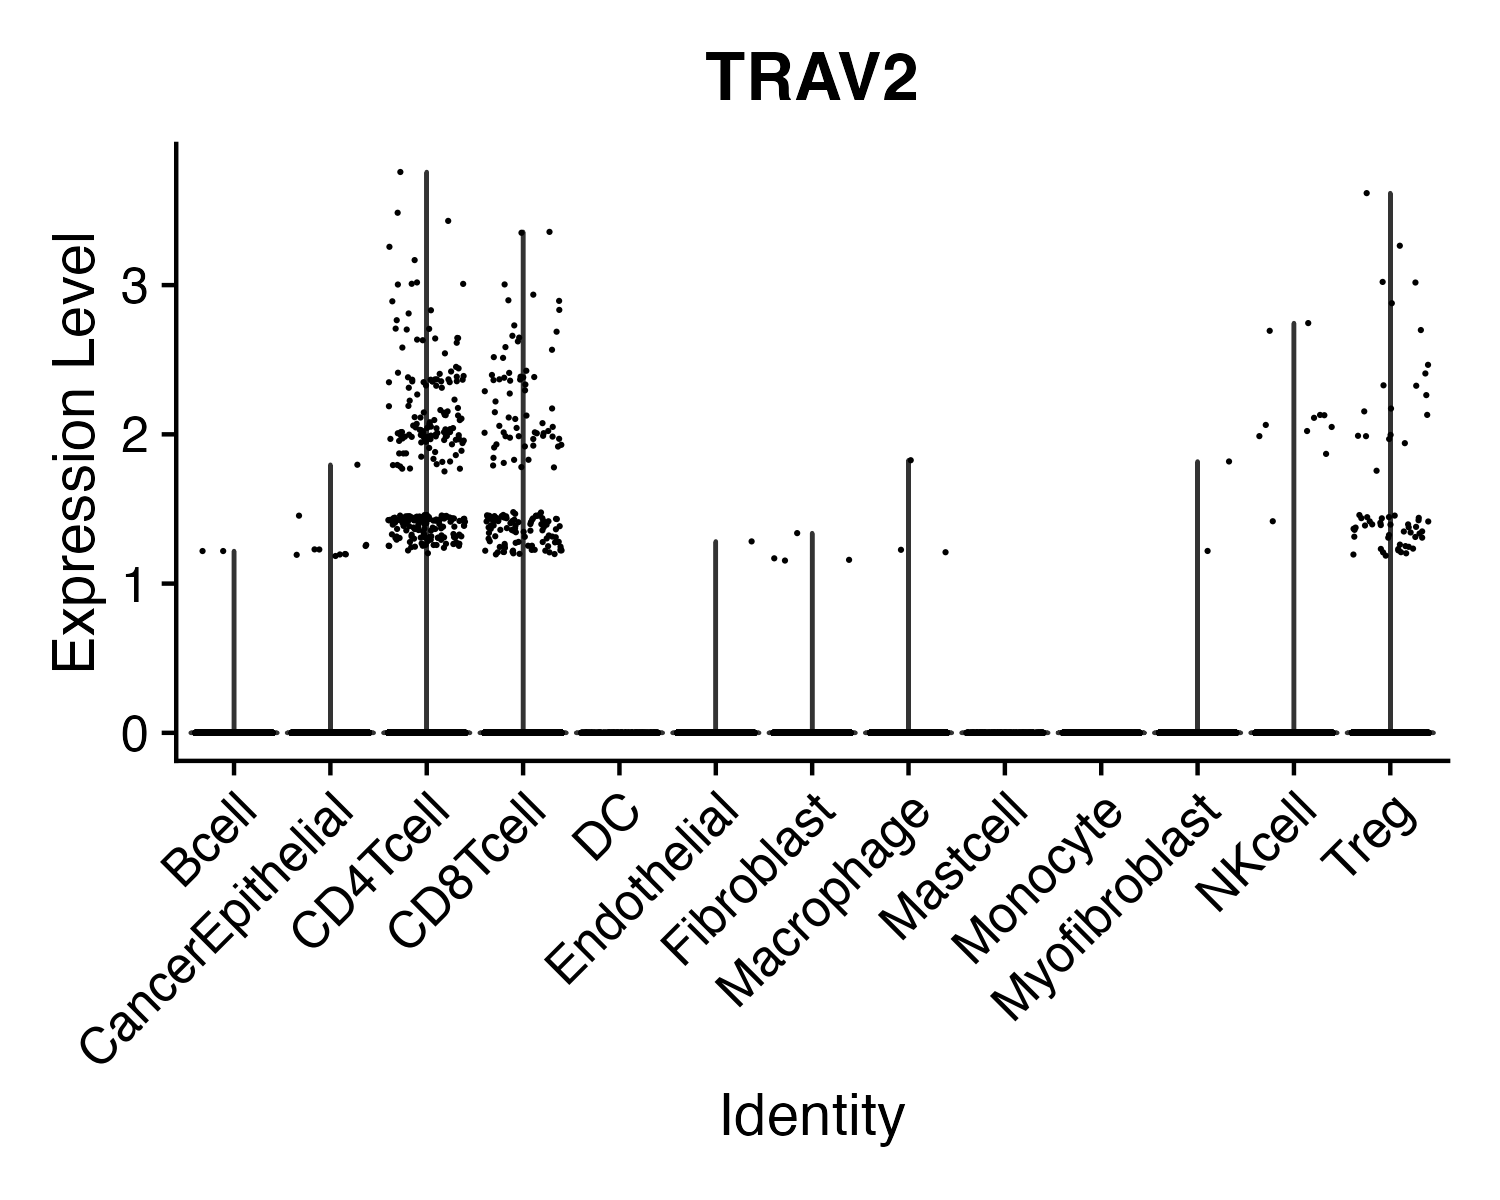 TRAV2
Expression Level
3
2
1
0
Bcell
CancerEpithelial
CD4Tcell
CD8Tcell
DC
Endothelial
Fibroblast
Macrophage
Mastcell
Monocyte
Myofibroblast
NKcell
Treg
Identity